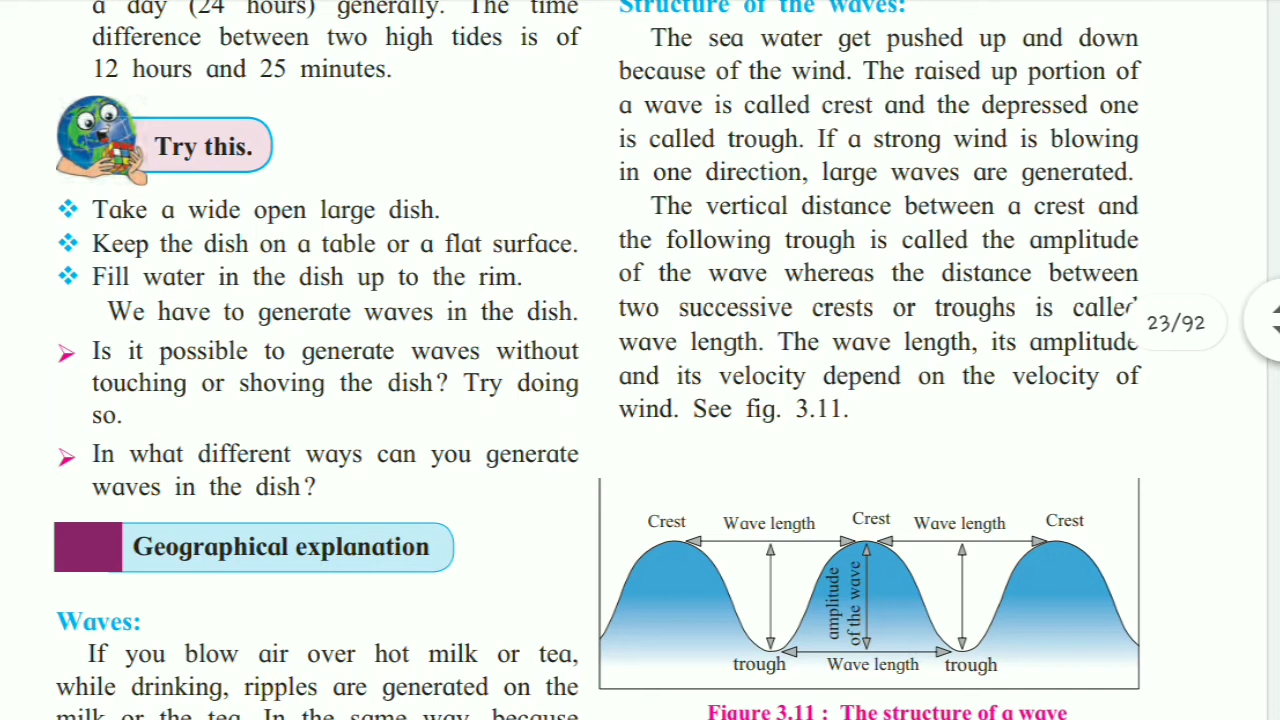 a day (24 hours) generally. The time
difference between two high tides is of
12 hours and 25 minutes.
Try this.
Take a wide open large dish.
Keep the dish on a table or a flat surface.
Fill water in the dish up to the rim.
We have to generate waves in the dish.
Is it possible to generate waves without
touching or shoving the dish? Try doing
so.
In what different ways can you generate
waves in the dish?
Geographical explanation
Waves:
If you blow air over hot milk or tea,
while drinking, ripples are generated on the
milk or the tea. In the same way, because
Structure of the waves:
The sea water get pushed up and down
because of the wind. The raised up portion of
a wave is called crest and the depressed one
is called trough. If a strong wind is blowing
in one direction, large waves are generated.
The vertical distance between a crest and
the following trough is called the amplitude
of the wave whereas the distance between
two successive crests or troughs is called
wave length. The wave length, its amplitude
and its velocity depend on the velocity of
wind. See fig. 3.11.
23/92
Crest Wave length Crest Wave length Crest
amplitude
of the wave
trough Wave length trough
Figure 3.11 : The structure of a wave